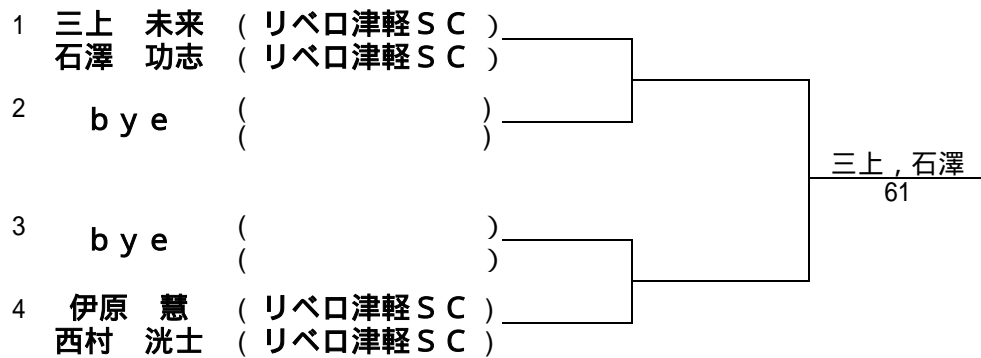 1 三上 未来 ( リベロ津軽ＳＣ )
石澤 功志 ( リベロ津軽ＳＣ )
2 ｂｙｅ ( )
( )
三上，石澤
61
3 ｂｙｅ ( )
( )
4 伊原 慧 ( リベロ津軽ＳＣ )
西村 洸士 ( リベロ津軽ＳＣ )